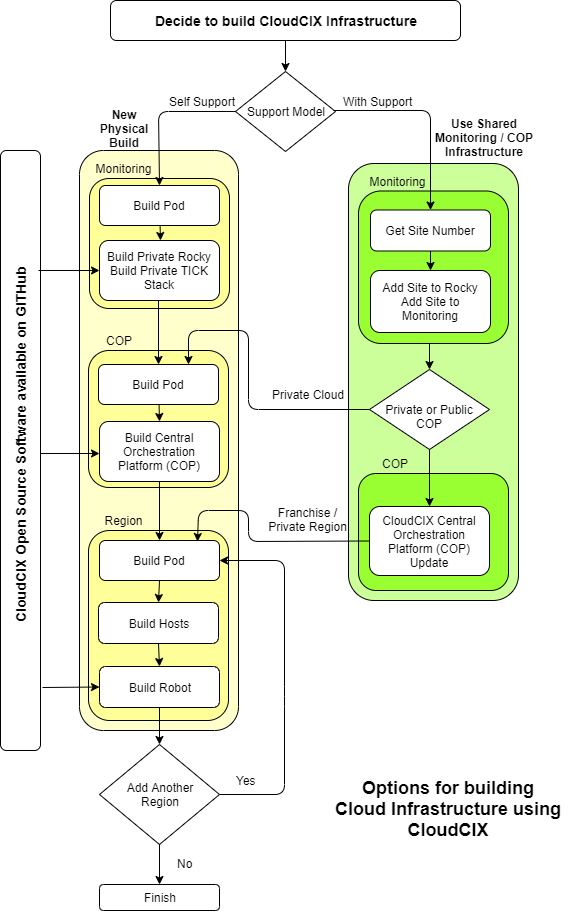 Decide to build CloudCIX Infrastructure
Support Model
Self Support
With Support
New
Physical
Build
Use Shared
Monitoring / COP
Infrastructure
CloudCIX Open Source Software available on GITHub
Monitoring
Build Pod
Build Private Rocky
Build Private TICK
Stack
Monitoring
Get Site Number
Add Site to Rocky
Add Site to
Monitoring
COP
Build Pod
Build Central
Orchestration
Platform (COP)
Private Cloud
Private or Public
COP
COP
CloudCIX Central
Orchestration
Platform (COP)
Update
Franchise /
Private Region
Region
Build Pod
Build Hosts
Build Robot
Add Another
Region
Yes
No
Finish
Options for building
Cloud Infrastructure using
CloudCIX